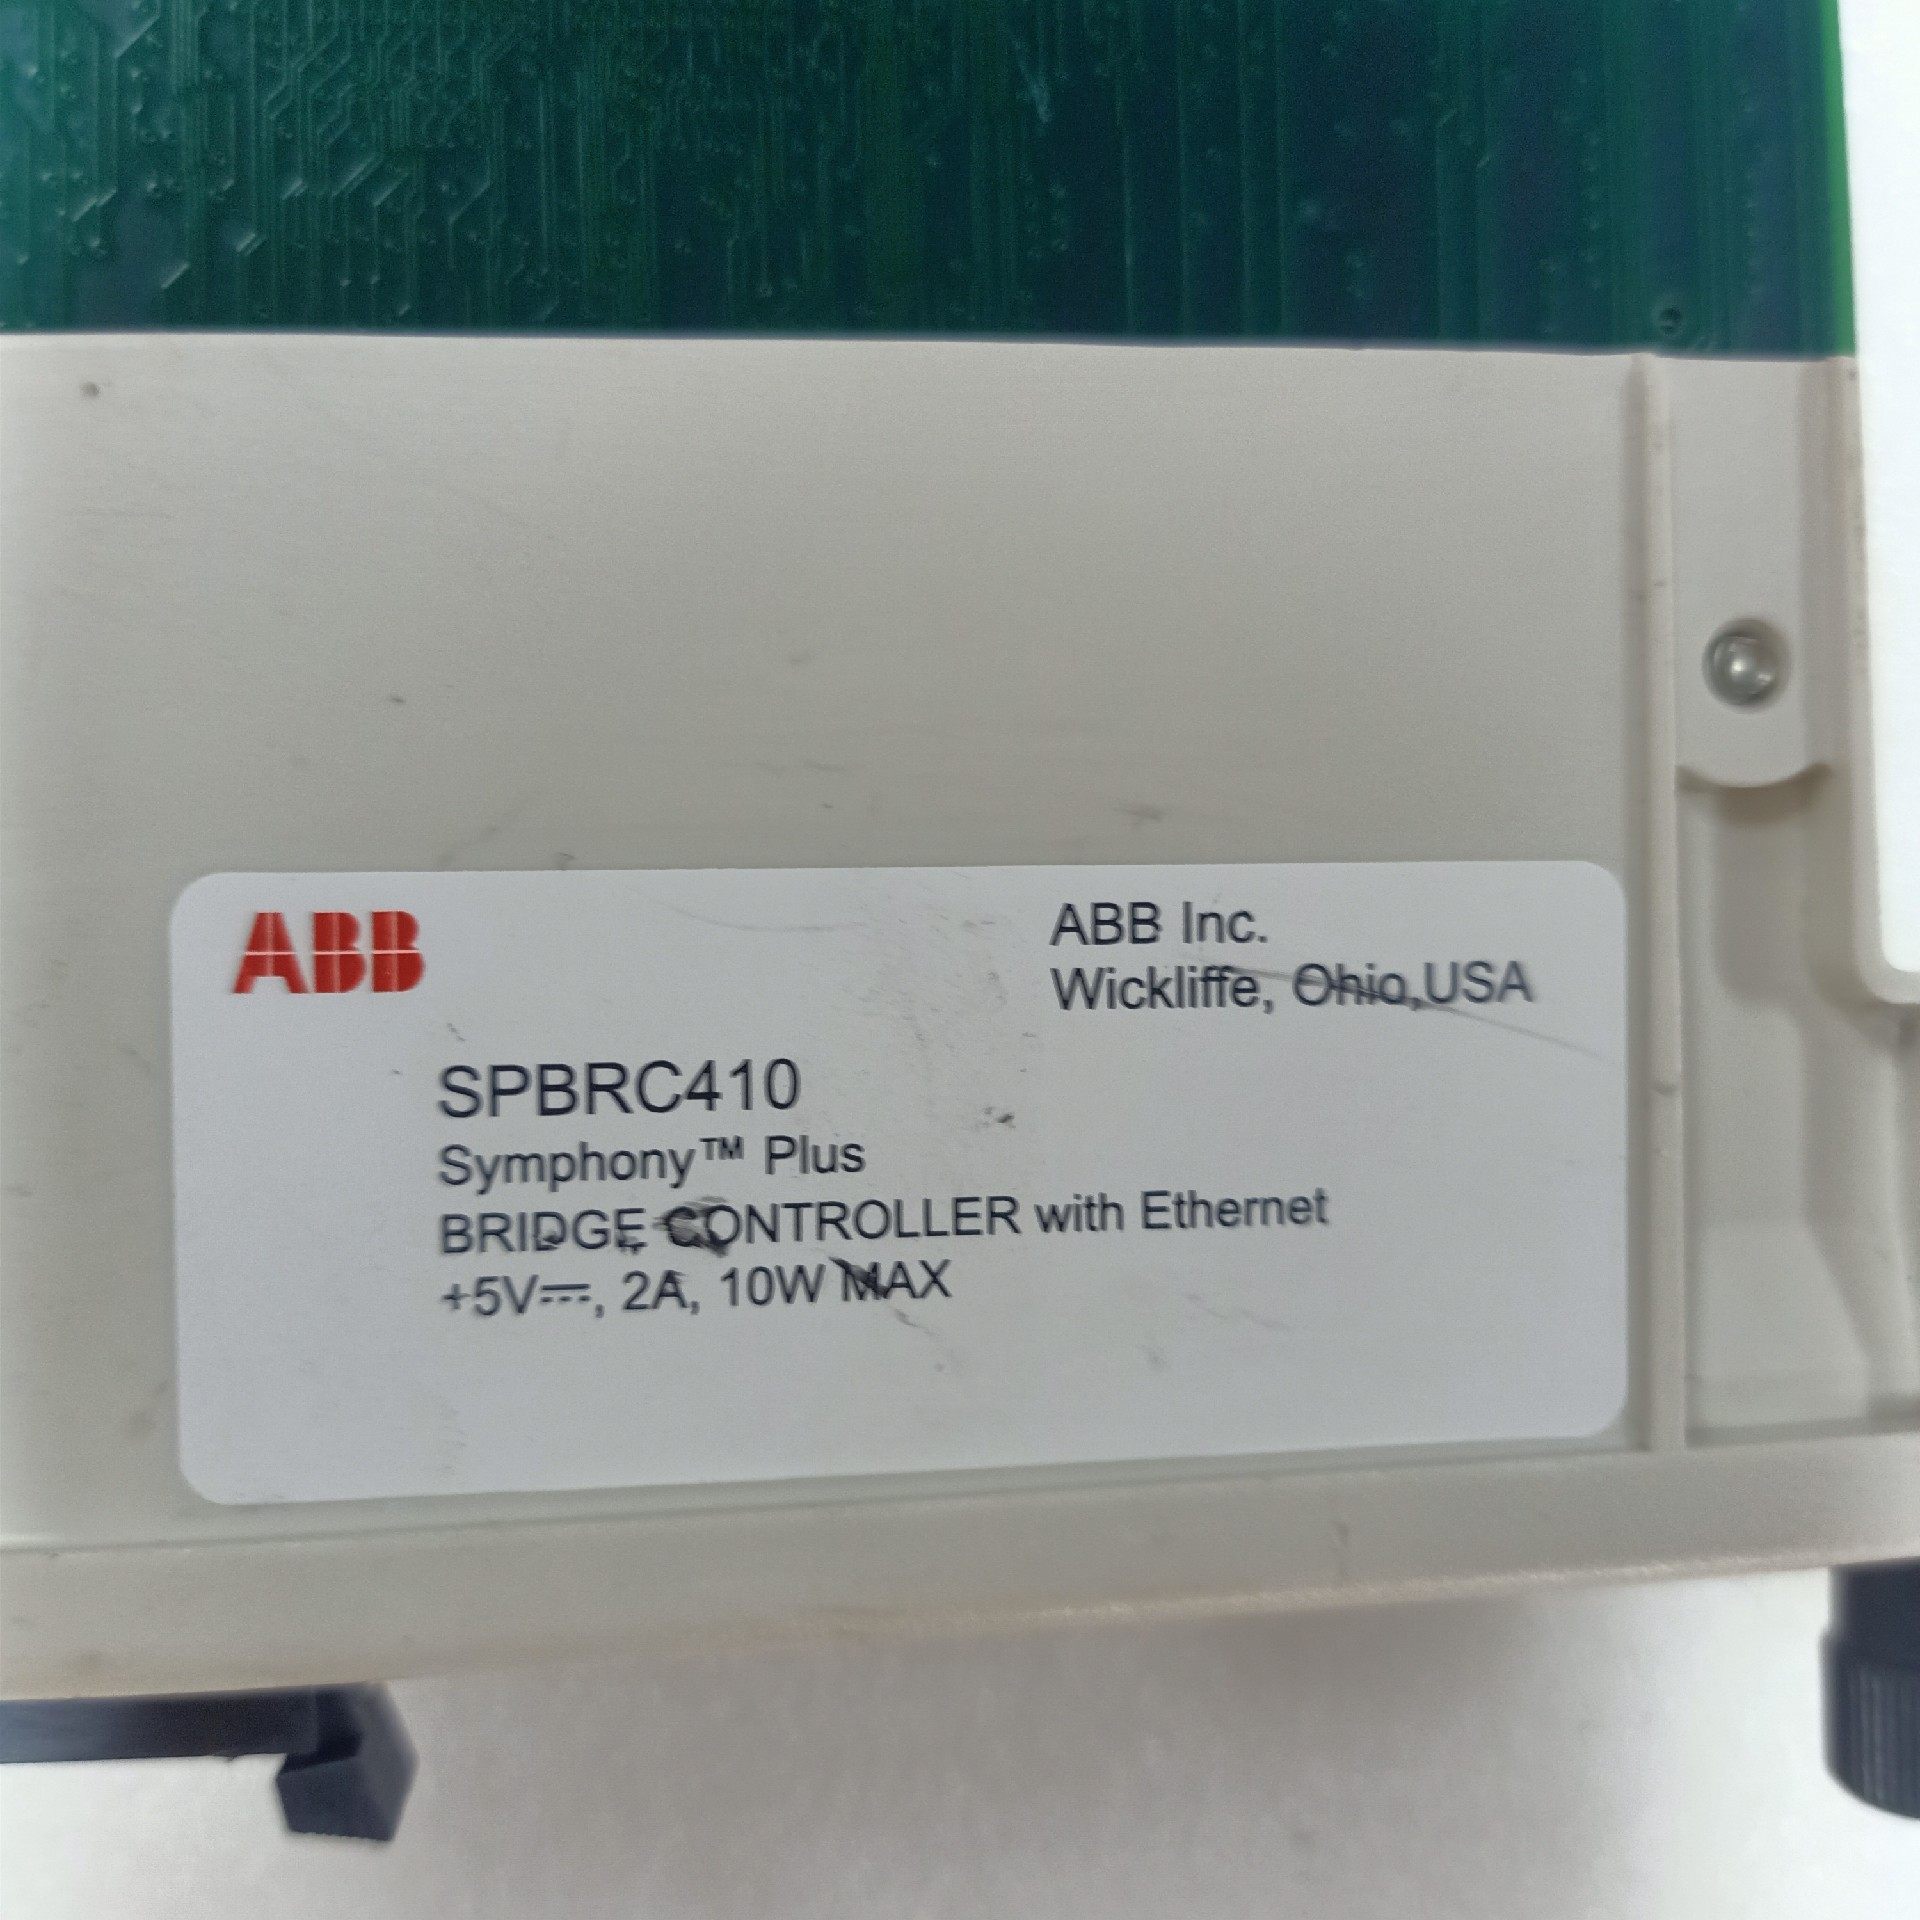 ABB
ABB Inc.
Wickliffe, Ohio,USA
SPBRC410
Symphony™ Plus
BRIDGE CONTROLLER with Ethernet
+5V⎓, 2A, 10W MAX